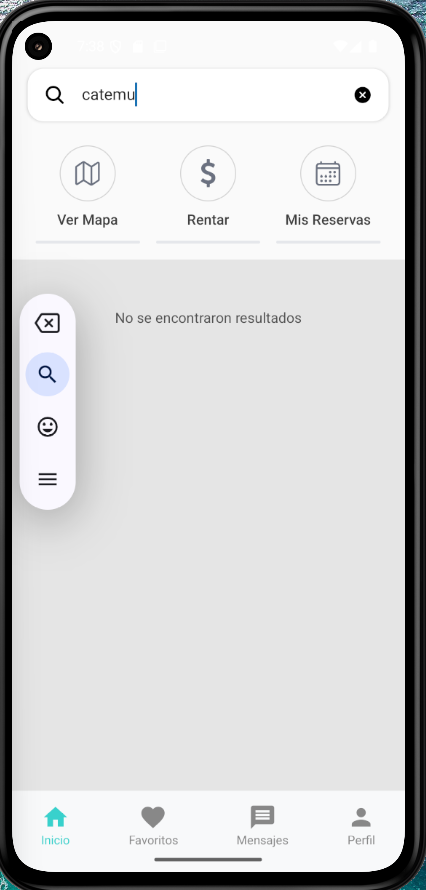 catemu
Ver Mapa
Rentar
Mis Reservas
No se encontraron resultados
Inicio
Favoritos
Mensajes
Perfil